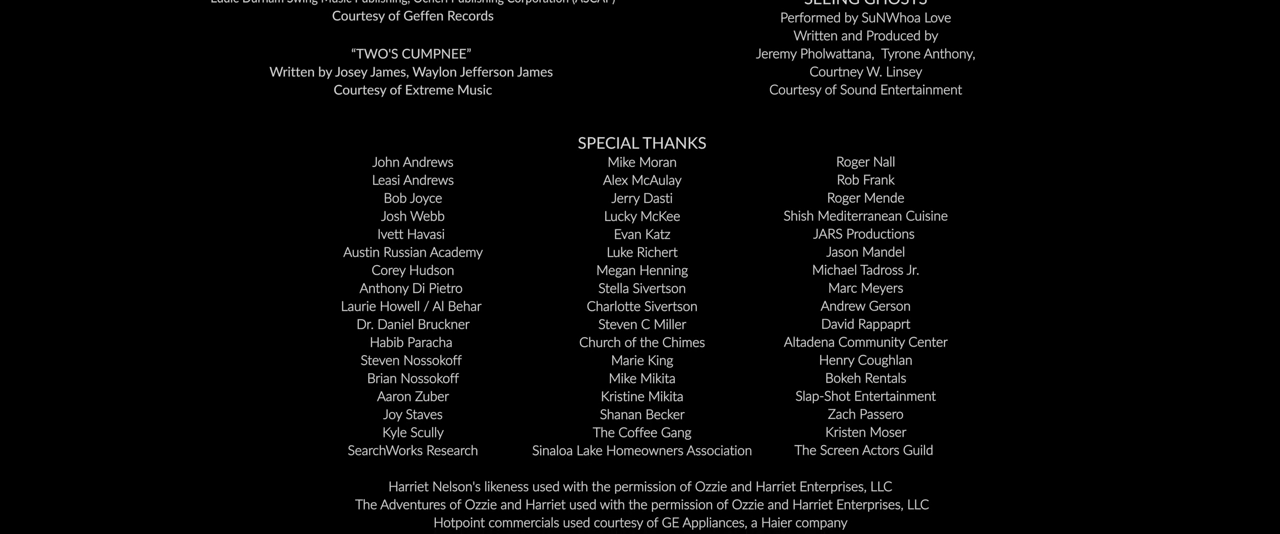 Courtesy of Geffen Records
“TWO'S CUMPNEE”
Written by Josey James, Waylon Jefferson James
Courtesy of Extreme Music
SEEING GHOSTS
Performed by SuNWhoa Love
Written and Produced by
Jeremy Pholwattana, Tyrone Anthony,
Courtney W. Linsey
Courtesy of Sound Entertainment
SPECIAL THANKS
John Andrews
Leasi Andrews
Bob Joyce
Josh Webb
Ivett Havasi
Austin Russian Academy
Corey Hudson
Anthony Di Pietro
Laurie Howell / Al Behar
Dr. Daniel Bruckner
Habib Paracha
Steven Nossokoff
Brian Nossokoff
Aaron Zuber
Joy Staves
Kyle Scully
SearchWorks Research
Mike Moran
Alex McAulay
Jerry Dasti
Lucky McKee
Evan Katz
Luke Richert
Megan Henning
Stella Sivertson
Charlotte Sivertson
Steven C Miller
Church of the Chimes
Marie King
Mike Mikita
Kristine Mikita
Shanan Becker
The Coffee Gang
Sinaloa Lake Homeowners Association
Roger Nall
Rob Frank
Roger Mende
Shish Mediterranean Cuisine
JARS Productions
Jason Mandel
Michael Tadross Jr.
Marc Meyers
Andrew Gerson
David Rappaprt
Altadena Community Center
Henry Coughlan
Bokeh Rentals
Slap-Shot Entertainment
Zach Passero
Kristen Moser
The Screen Actors Guild
Harriet Nelson's likeness used with the permission of Ozzie and Harriet Enterprises, LLC
The Adventures of Ozzie and Harriet used with the permission of Ozzie and Harriet Enterprises, LLC
Hotpoint commercials used courtesy of GE Appliances, a Haier company